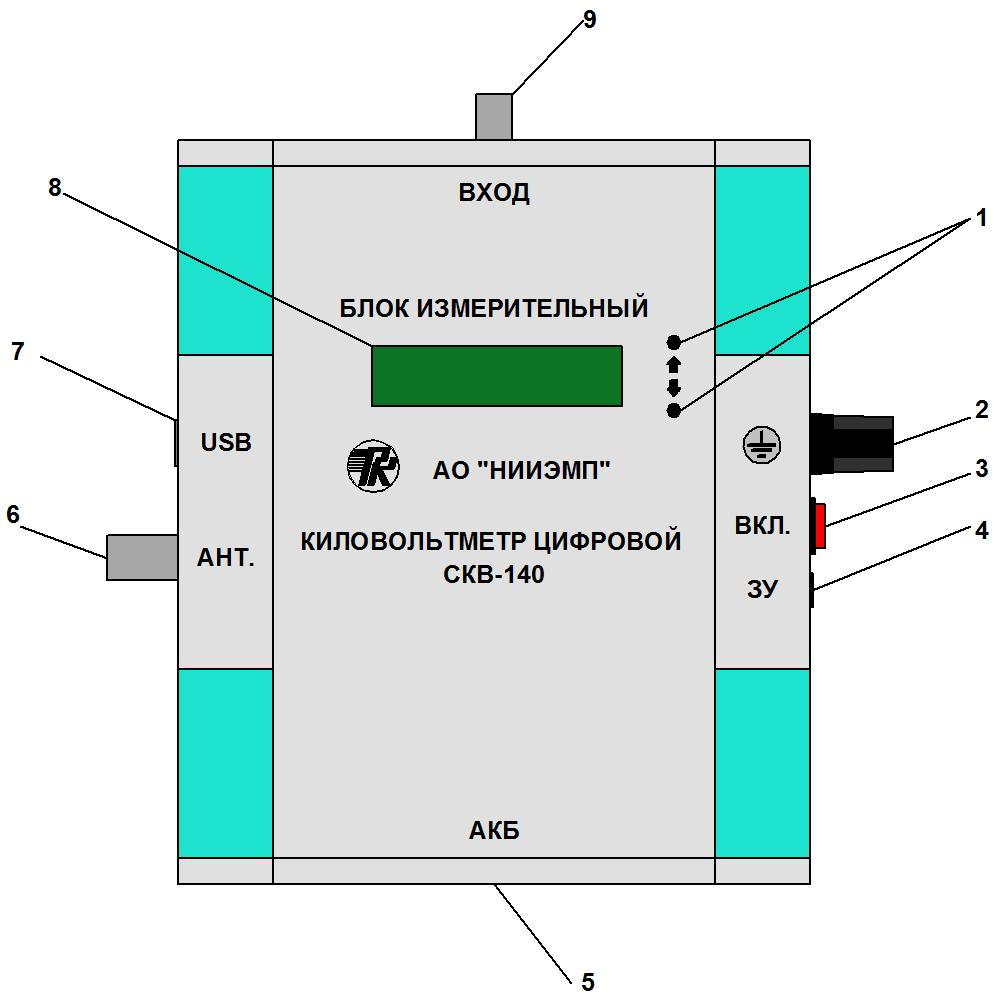 9
ВХОД
8
1
БЛОК ИЗМЕРИТЕЛЬНЫЙ
7
2
USB
АО "НИИЭМП"
3
6
ВКЛ.
4
АНТ.
КИЛОВОЛЬТМЕТР ЦИФРОВОЙ
СКВ-140
ЗУ
АКБ
5